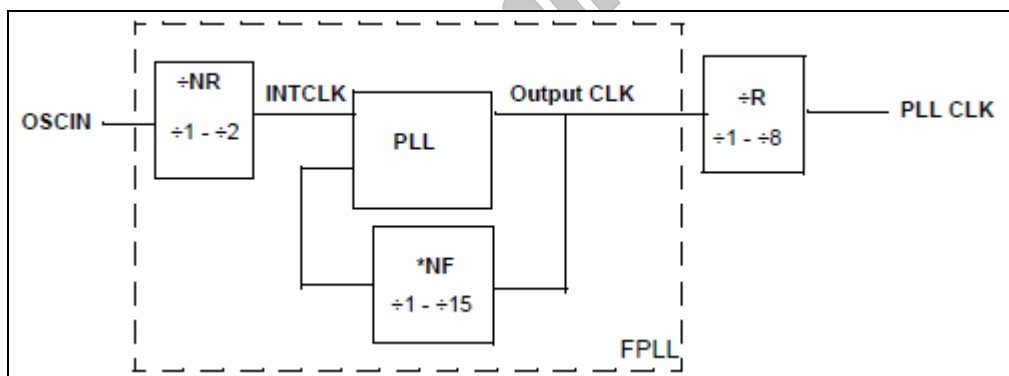 ÷NR
÷1 - ÷2
OSCIN
INTCLK
PLL
Output CLK
÷R
÷1 - ÷8
PLL CLK
*NF
÷1 - ÷15
FPLL